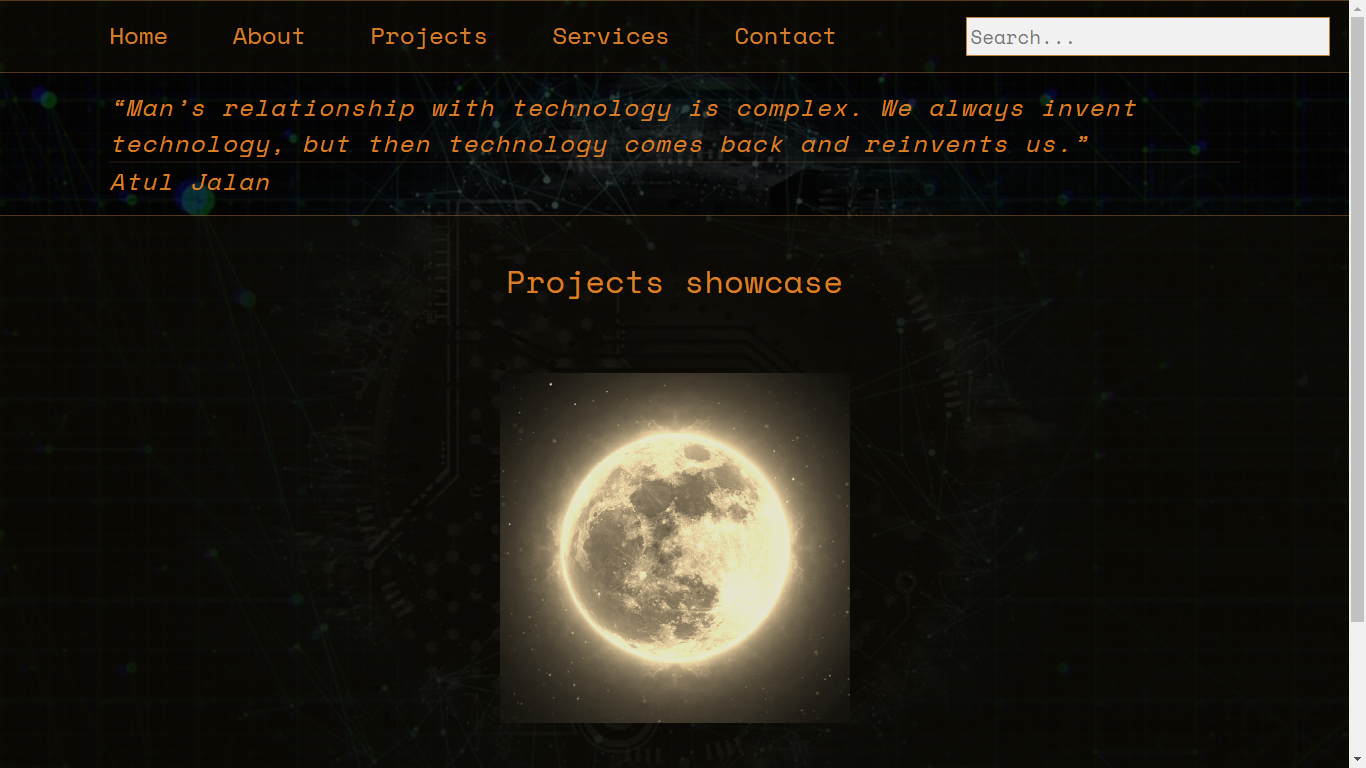 Home About Projects Services Contact Search...
“Man’s relationship with technology is complex. We always invent
technology, but then technology comes back and reinvents us.”
Atul Jalan
Projects showcase